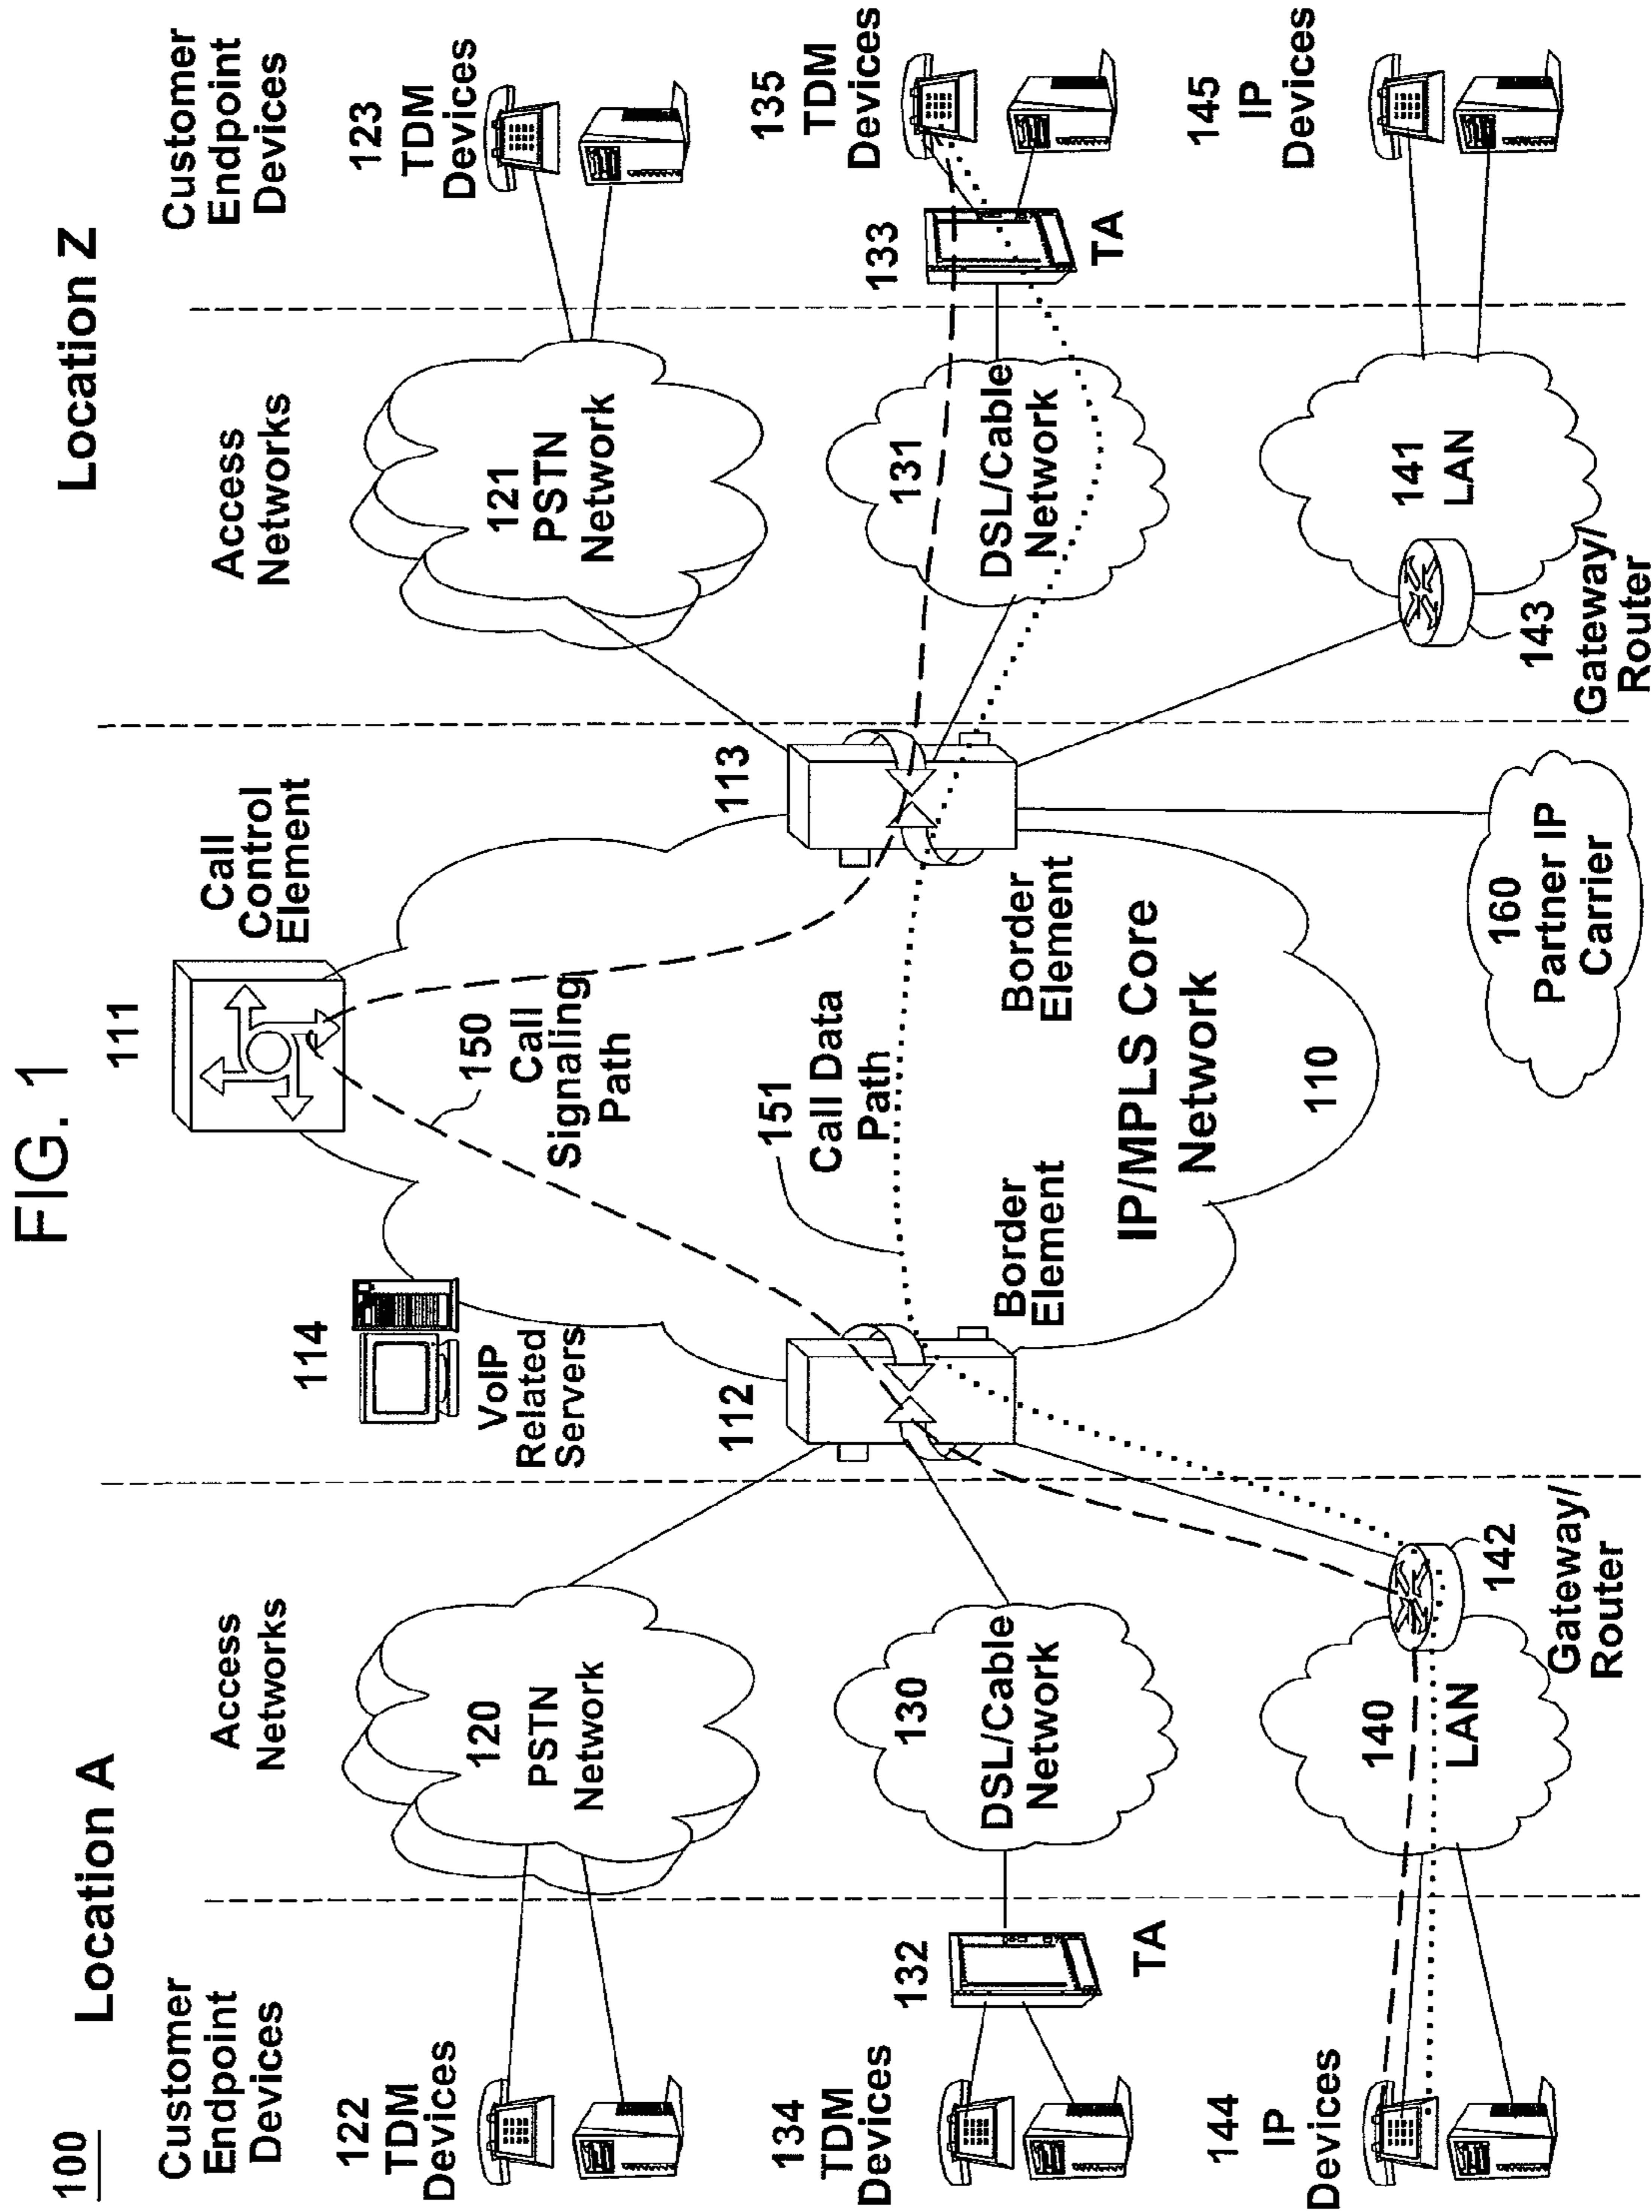 FIG. 1
100
Location A
Location Z
Customer
Endpoint
Devices
Access
Networks
111
Call
Control
Element
Access
Networks
Customer
Endpoint
Devices
114
VoIP
Related
Servers
122
TDM
Devices
120
PSTN
Network
150
Call
Signaling
Path
121
PSTN
Network
123
TDM
Devices
112
113
134
TDM
Devices
132
TA
130
DSL/Cable
Network
151
Call Data
Path
131
DSL/Cable
Network
133
TA
135
TDM
Devices
Border
Element
Border
Element
IP/MPLS Core
Network
110
144
IP
Devices
140
LAN
142
Gateway/
Router
160
Partner IP
Carrier
143
Gateway/
Router
141
LAN
145
IP
Devices